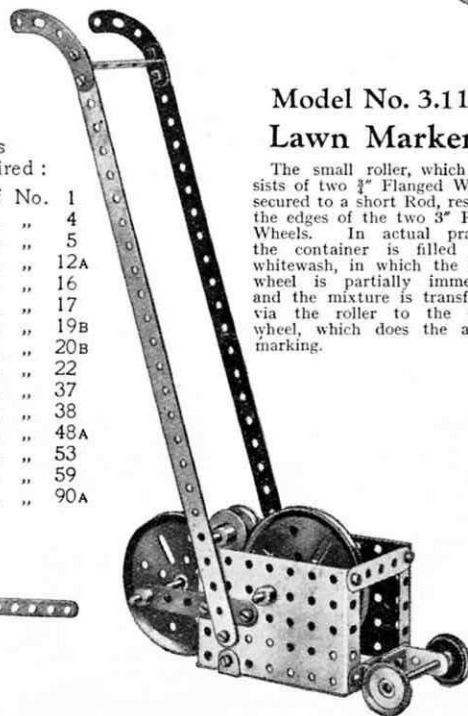 Model No. 3.11
Lawn Marker
The small roller, which
sists of two ¾" Flanged W
secured to a short Rod, res
the edges of the two 3" P
Wheels. In actual pra
the container is filled
whitewash, in which the
wheel is partially imme
and the mixture is transf
via the roller to the
wheel, which does the a
marking.
s
ired :
No. 1
„ 4
„ 5
„ 12A
„ 16
„ 17
„ 19B
„ 20B
„ 22
„ 37
„ 38
„ 48A
„ 53
„ 59
„ 90A